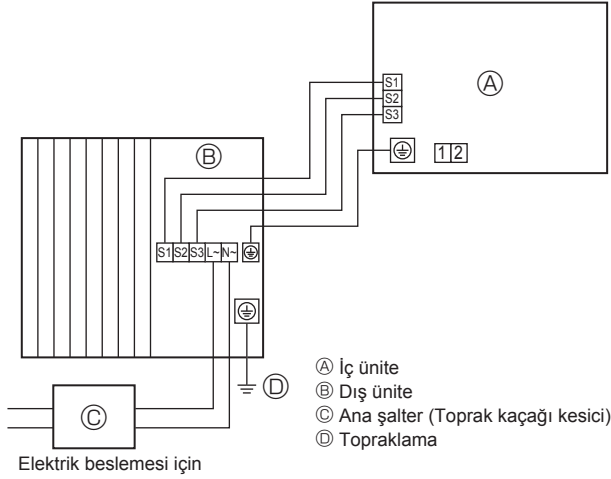 S1
S2
S3
Ⓐ
1 2
Ⓑ
S1 S2 S3 L~ N~
Ⓓ
Ⓒ
Ⓐ İç ünite
Ⓑ Dış ünite
Ⓒ Ana şalter (Toprak kaçağı kesici)
Ⓓ Topraklama
Elektrik beslemesi için